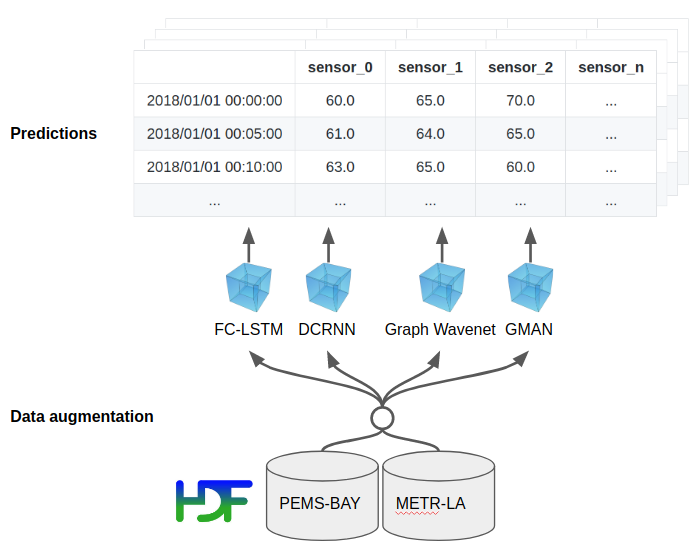 sensor_0 sensor_1 sensor_2 sensor_n
2018/01/01 00:00:00 60.0 65.0 70.0 ...
Predictions 2018/01/01 00:05:00 61.0 64.0 65.0 ...
2018/01/01 00:10:00 63.0 65.0 60.0 ...
... ... ... ... ...
FC-LSTM DCRNN Graph Wavenet GMAN
Data augmentation
HDF PEMS-BAY METR-LA